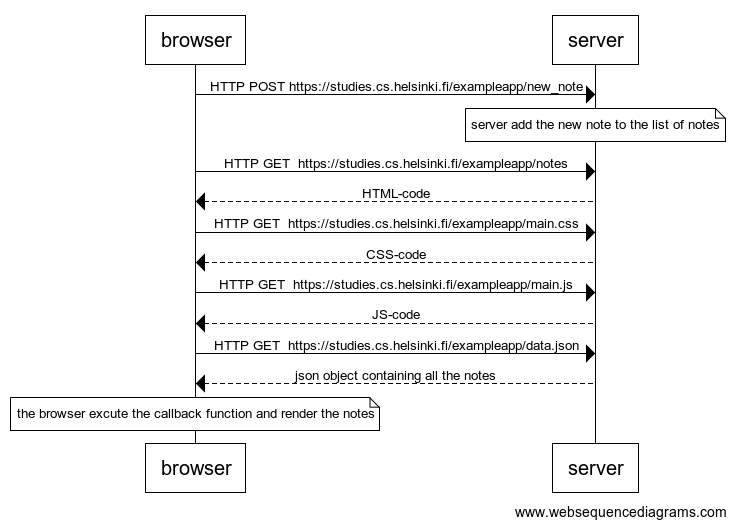 browser server
HTTP POST https://studies.cs.helsinki.fi/exampleapp/new_note
server add the new note to the list of notes
HTTP GET  https://studies.cs.helsinki.fi/exampleapp/notes
HTML-code
HTTP GET  https://studies.cs.helsinki.fi/exampleapp/main.css
CSS-code
HTTP GET  https://studies.cs.helsinki.fi/exampleapp/main.js
JS-code
HTTP GET  https://studies.cs.helsinki.fi/exampleapp/data.json
json object containing all the notes
the browser excute the callback function and render the notes
browser server
www.websequencediagrams.com